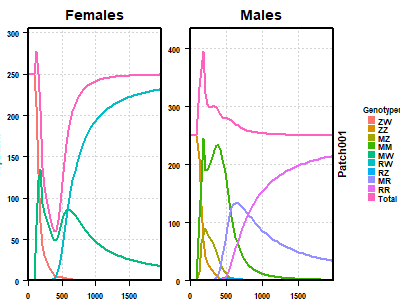 Females
Males
300
250
200
150
100
50
0
0
500
1000
1500
400
300
200
100
0
0
500
1000
1500
Patch001
Genotypes
ZW
ZZ
MZ
MM
MW
RW
RZ
MR
RR
Total